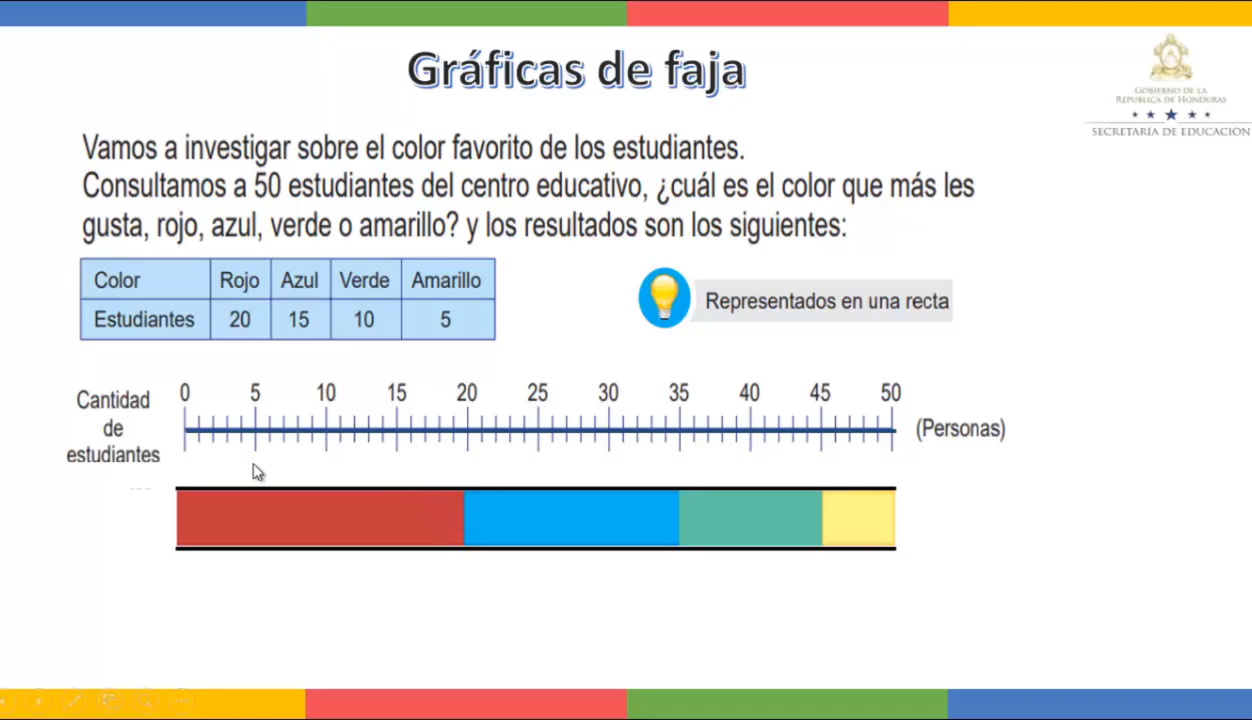 Gráficas de faja
GOBIERNO DE LA
REPÚBLICA DE HONDURAS
SECRETARÍA DE EDUCACIÓN
Vamos a investigar sobre el color favorito de los estudiantes.
Consultamos a 50 estudiantes del centro educativo, ¿cuál es el color que más les
gusta, rojo, azul, verde o amarillo? y los resultados son los siguientes:
Color Rojo Azul Verde Amarillo
Estudiantes 20 15 10 5
Representados en una recta
Cantidad
de
estudiantes
0 5 10 15 20 25 30 35 40 45 50
(Personas)